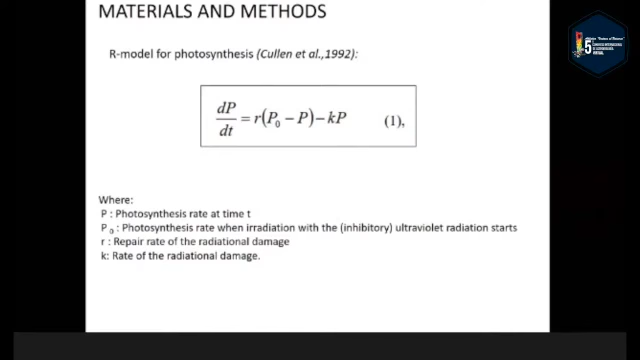 MATERIALS AND METHODS
R-model for photosynthesis (Cullen et al.,1992):
dP/dt = r(P₀ − P) − kP (1),
Where:
P : Photosynthesis rate at time t
P ₀ : Photosynthesis rate when irradiation with the (inhibitory) ultraviolet radiation starts
r : Repair rate of the radiational damage
k: Rate of the radiational damage.
5